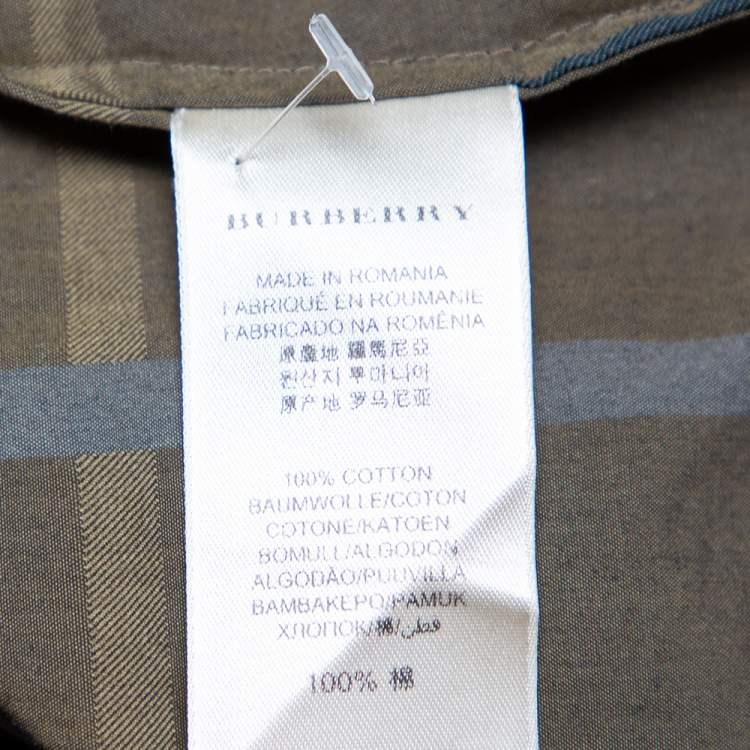 BURBERRY
MADE IN ROMANIA
FABRIQUÉ EN ROUMANIE
FABRICADO NA ROMÊNIA
原產地 羅馬尼亞
원산지 루마니아
原产地 罗马尼亚
100% COTTON
BAUMWOLLE/COTON
COTONE/KATOEN
BOMULL/ALGODON
ALGODÃO/PUUVILLA
BAMBAKEPO/PAMUK
ХЛОПОК/棉/قطن
100% 棉